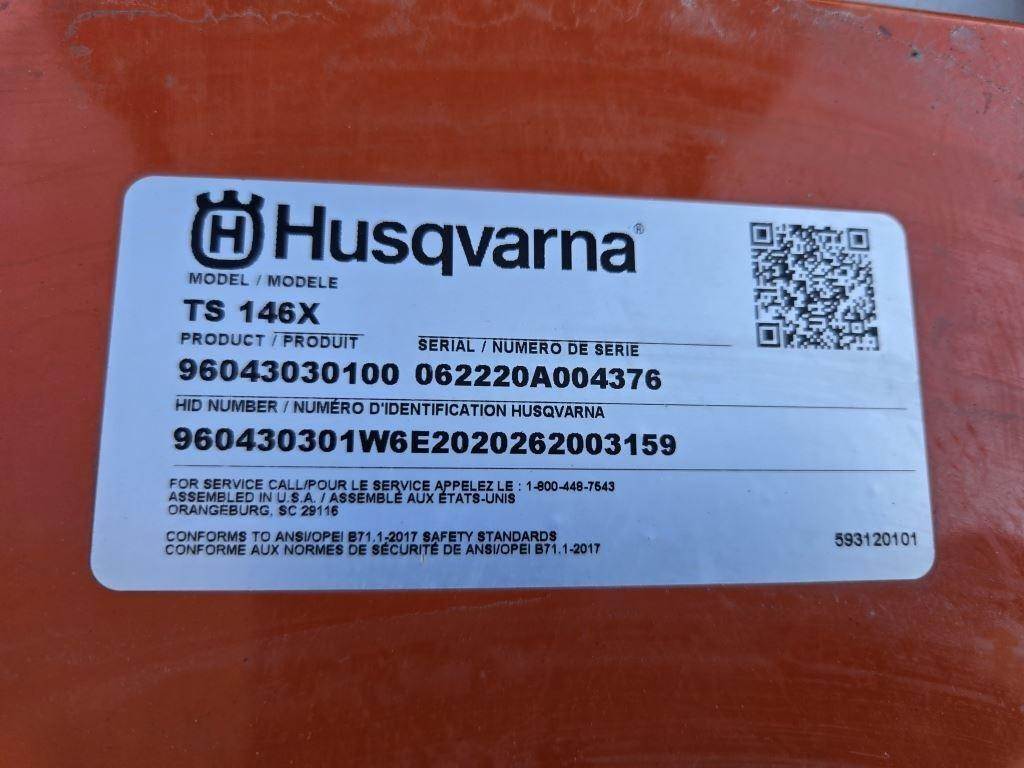 Husqvarna®
MODEL / MODELE
TS 146X
PRODUCT / PRODUIT SERIAL / NUMERO DE SERIE
96043030100 062220A004376
HID NUMBER / NUMÉRO D'IDENTIFICATION HUSQVARNA
960430301W6E2020262003159
FOR SERVICE CALL/POUR LE SERVICE APPELEZ LE : 1-800-448-7543
ASSEMBLED IN U.S.A. / ASSEMBLÉ AUX ÉTATS-UNIS
ORANGEBURG, SC 29116
CONFORMS TO ANSI/OPEI B71.1-2017 SAFETY STANDARDS
CONFORME AUX NORMES DE SÉCURITÉ DE ANSI/OPEI B71.1-2017
593120101